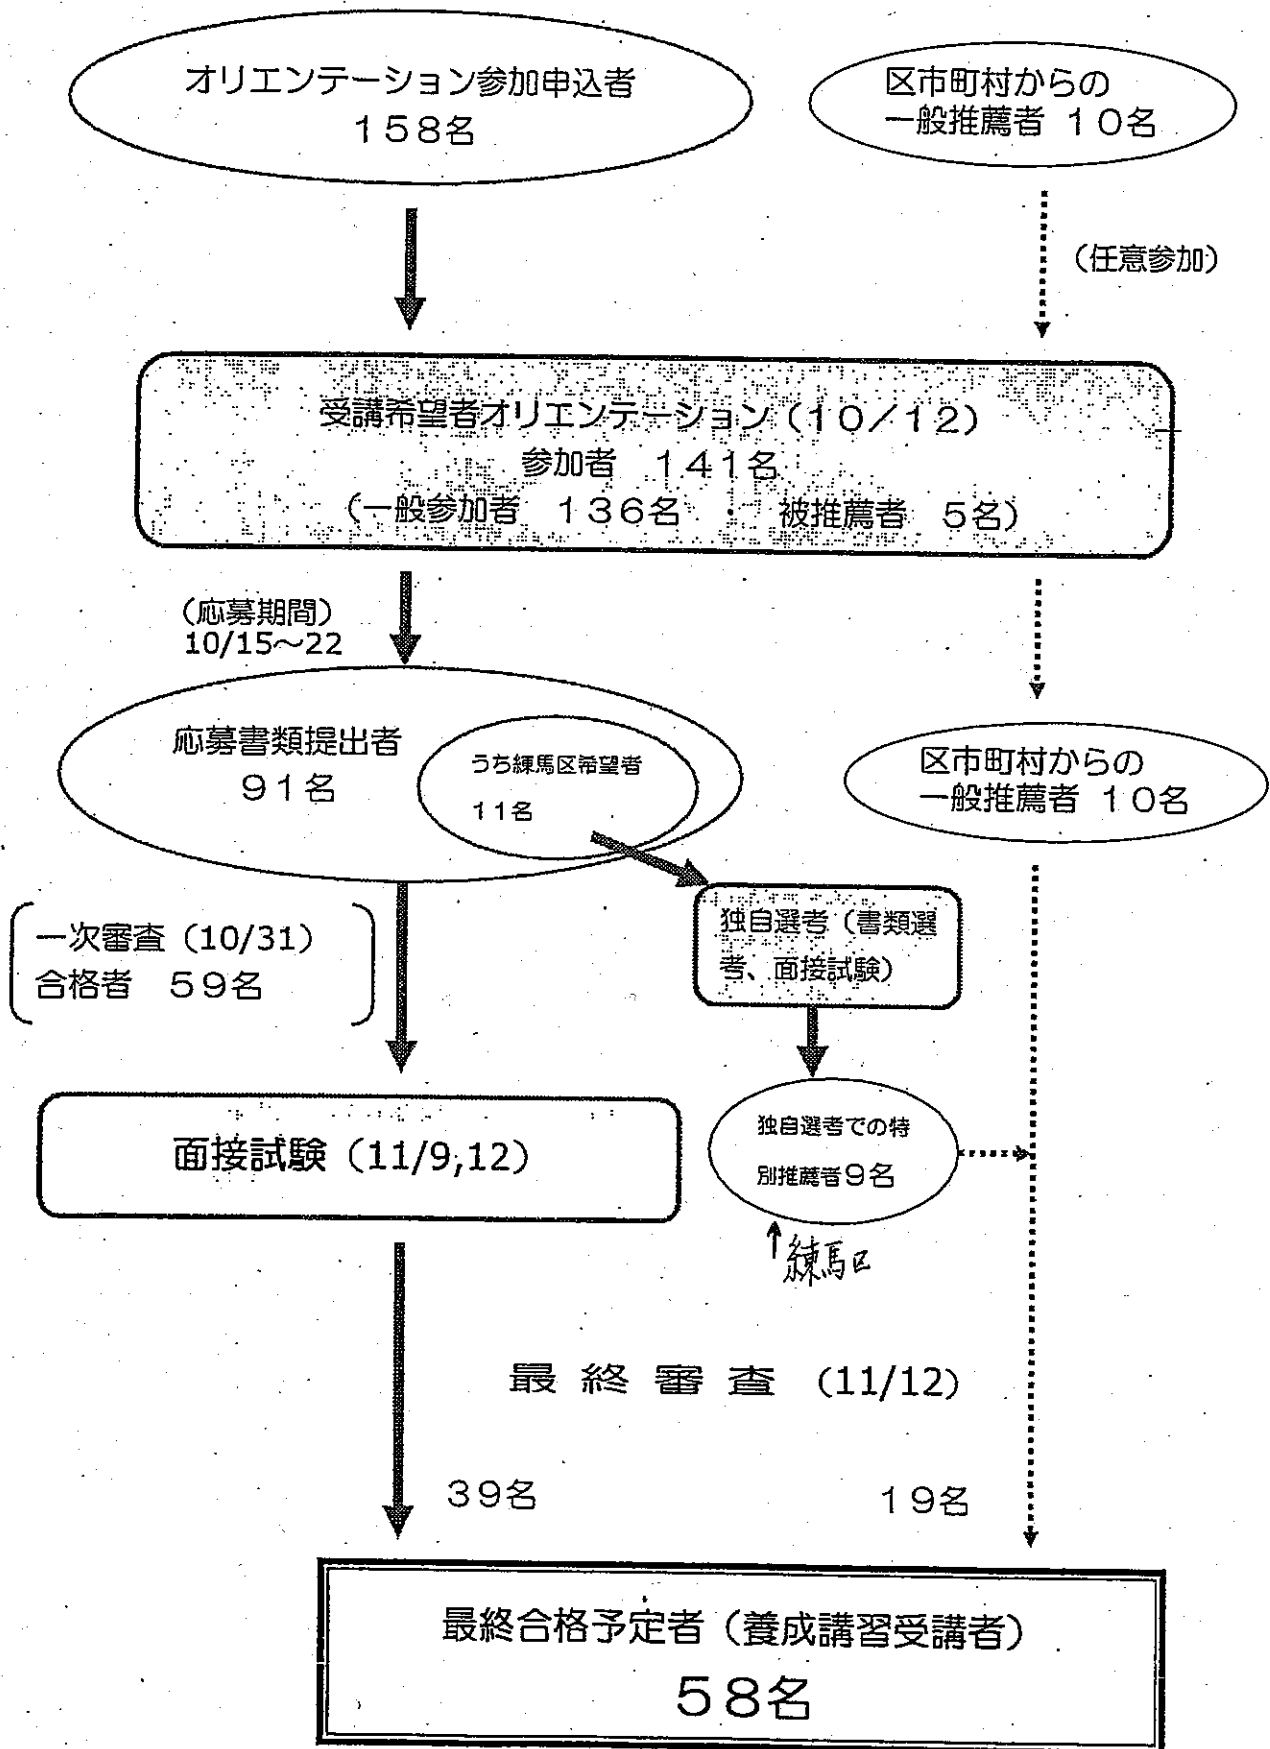 オリエンテーション参加申込者
158名
区市町村からの
一般推薦者 10名
(任意参加)
受講希望者オリエンテーション(10/12)
参加者 141名
(一般参加者 136名 ・ 被推薦者 5名)
(応募期間)
10/15~22
応募書類提出者
91名
うち練馬区希望者
11名
区市町村からの
一般推薦者 10名
一次審査(10/31)
合格者 59名
独自選考(書類選
考、面接試験)
面接試験(11/9,12)
独自選考での特
別推薦者9名
↑練馬区
最終審査 (11/12)
39名
19名
最終合格予定者(養成講習受講者)
58名